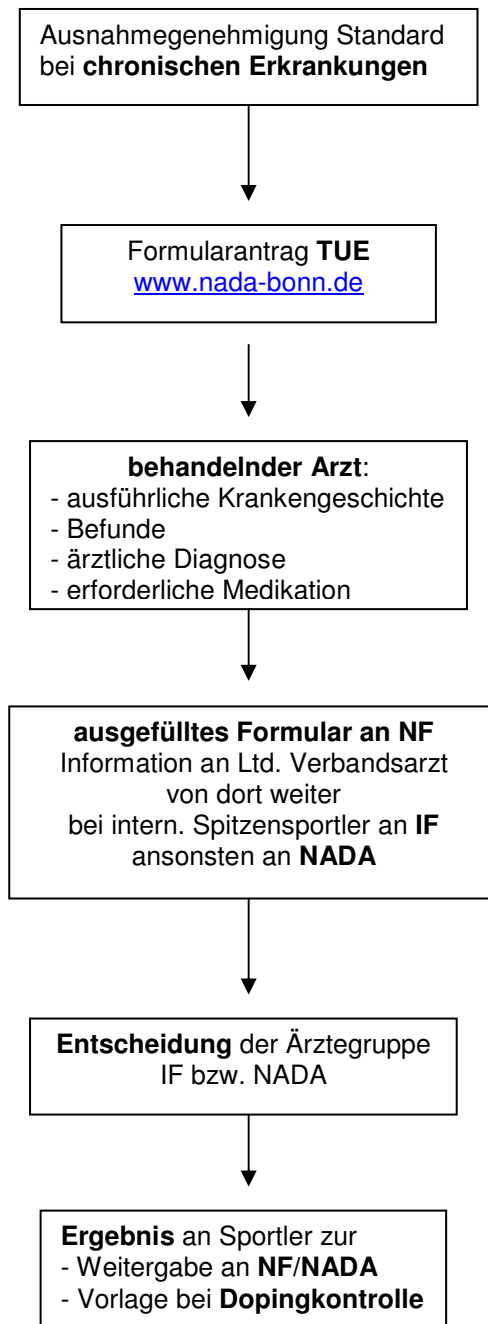 Ausnahmegenehmigung Standard
bei chronischen Erkrankungen
Formularantrag TUE
www.nada-bonn.de
behandelnder Arzt:
- ausführliche Krankengeschichte
- Befunde
- ärztliche Diagnose
- erforderliche Medikation
ausgefülltes Formular an NF
Information an Ltd. Verbandsarzt
von dort weiter
bei intern. Spitzensportler an IF
ansonsten an NADA
Entscheidung der Ärztegruppe
IF bzw. NADA
Ergebnis an Sportler zur
- Weitergabe an NF/NADA
- Vorlage bei Dopingkontrolle